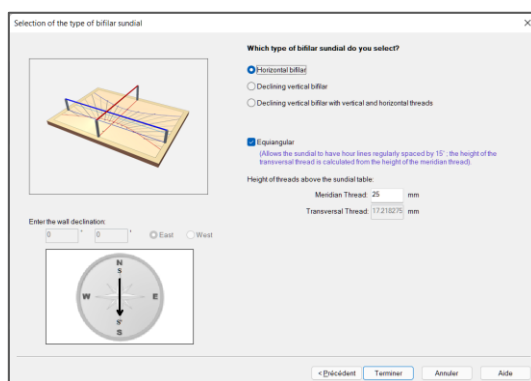 Selection of the type of bifilar sundial
Which type of bifilar sundial do you select?
Horizontal bifilar
Declining vertical bifilar
Declining vertical bifilar with vertical and horizontal threads
Equiangular
(Allows the sundial to have hour lines regularly spaced by 15°; the height of the
transversal thread is calculated from the height of the meridian thread).
Height of threads above the sundial table:
Meridian Thread: 25 mm
Transversal Thread: 17.218275 mm
Enter the wall declination:
0 ° 0 ' East West
N
S
W E
S
< Précédent Terminer Annuler Aide